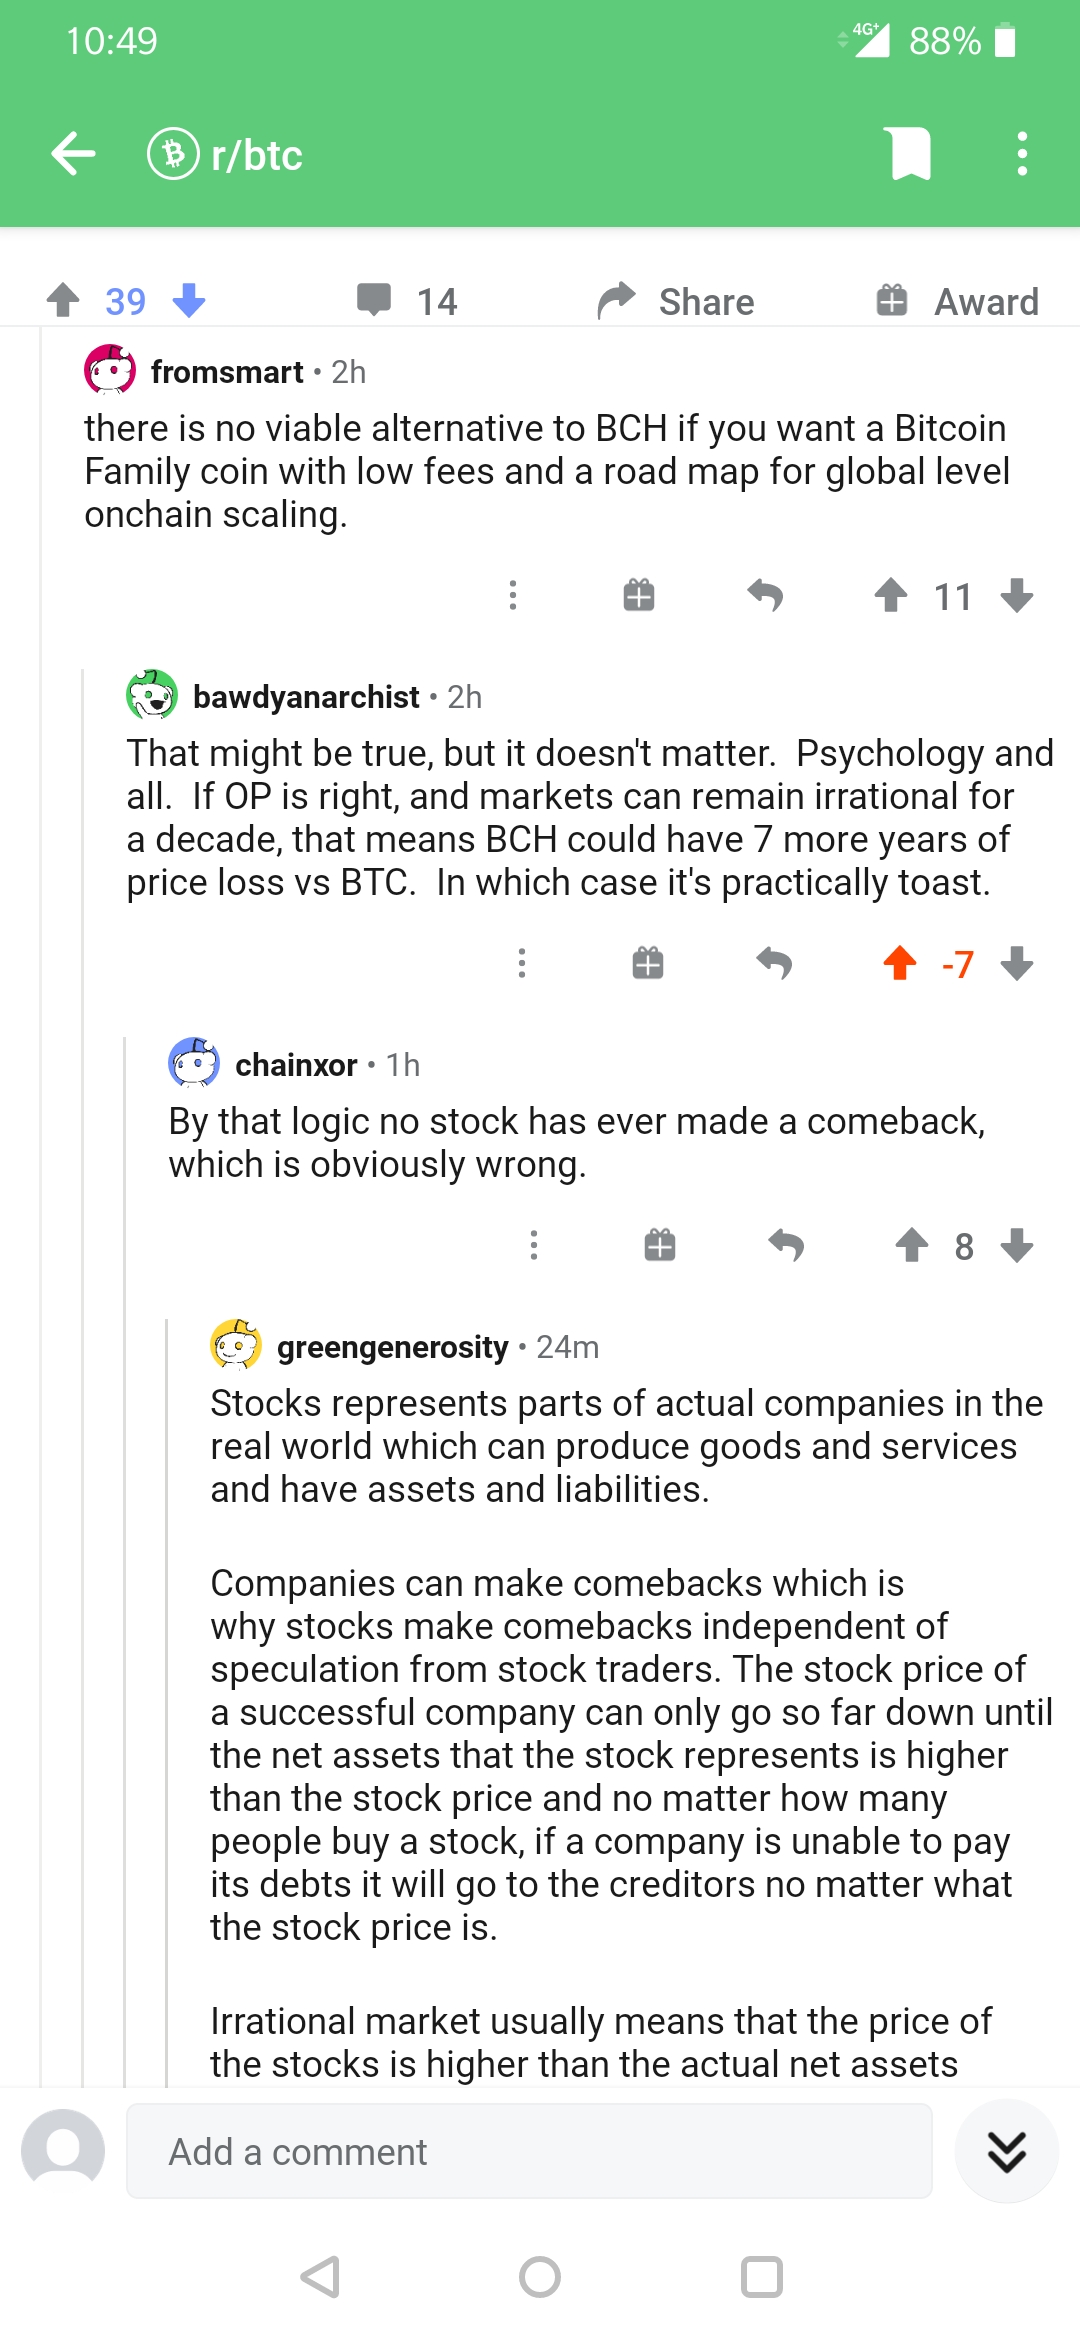 10:49
4G+ 88%
r/btc
39 14 Share Award
fromsmart • 2h
there is no viable alternative to BCH if you want a Bitcoin
Family coin with low fees and a road map for global level
onchain scaling.
11
bawdyanarchist • 2h
That might be true, but it doesn't matter.  Psychology and
all.  If OP is right, and markets can remain irrational for
a decade, that means BCH could have 7 more years of
price loss vs BTC.  In which case it's practically toast.
-7
chainxor • 1h
By that logic no stock has ever made a comeback,
which is obviously wrong.
8
greengenerosity • 24m
Stocks represents parts of actual companies in the
real world which can produce goods and services
and have assets and liabilities.
Companies can make comebacks which is
why stocks make comebacks independent of
speculation from stock traders. The stock price of
a successful company can only go so far down until
the net assets that the stock represents is higher
than the stock price and no matter how many
people buy a stock, if a company is unable to pay
its debts it will go to the creditors no matter what
the stock price is.
Irrational market usually means that the price of
the stocks is higher than the actual net assets
Add a comment